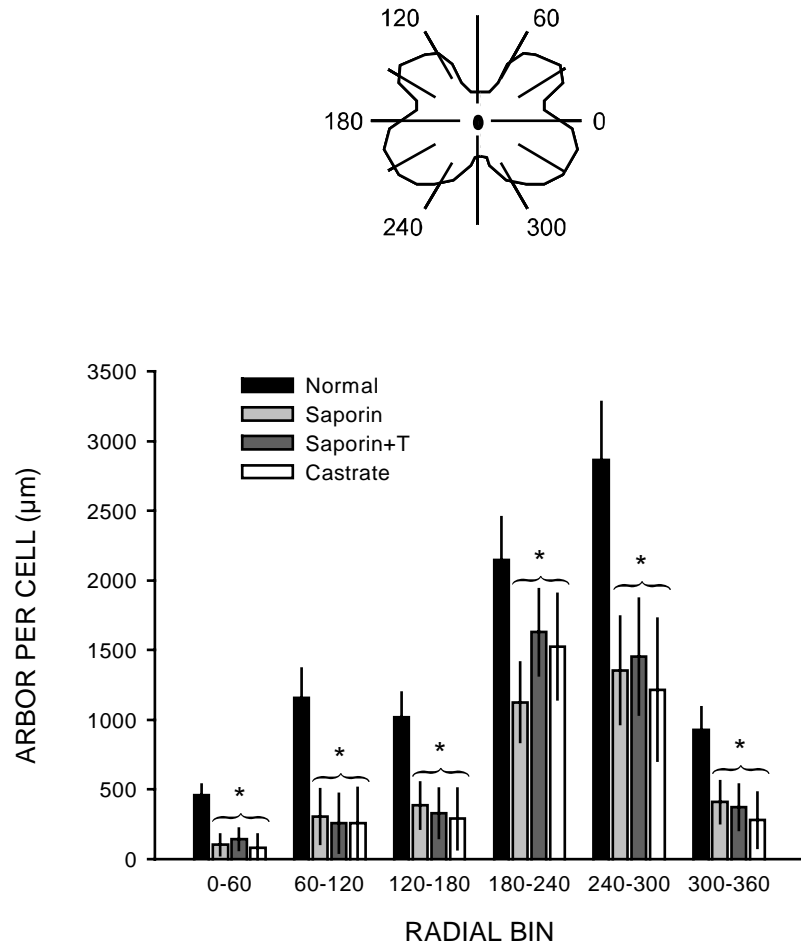 120 60
180 0
240 300
3500
3000
2500
2000
1500
1000
500
0
ARBOR PER CELL (µm)
Normal
Saporin
Saporin+T
Castrate
* * * * * *
0-60 60-120 120-180 180-240 240-300 300-360
RADIAL BIN